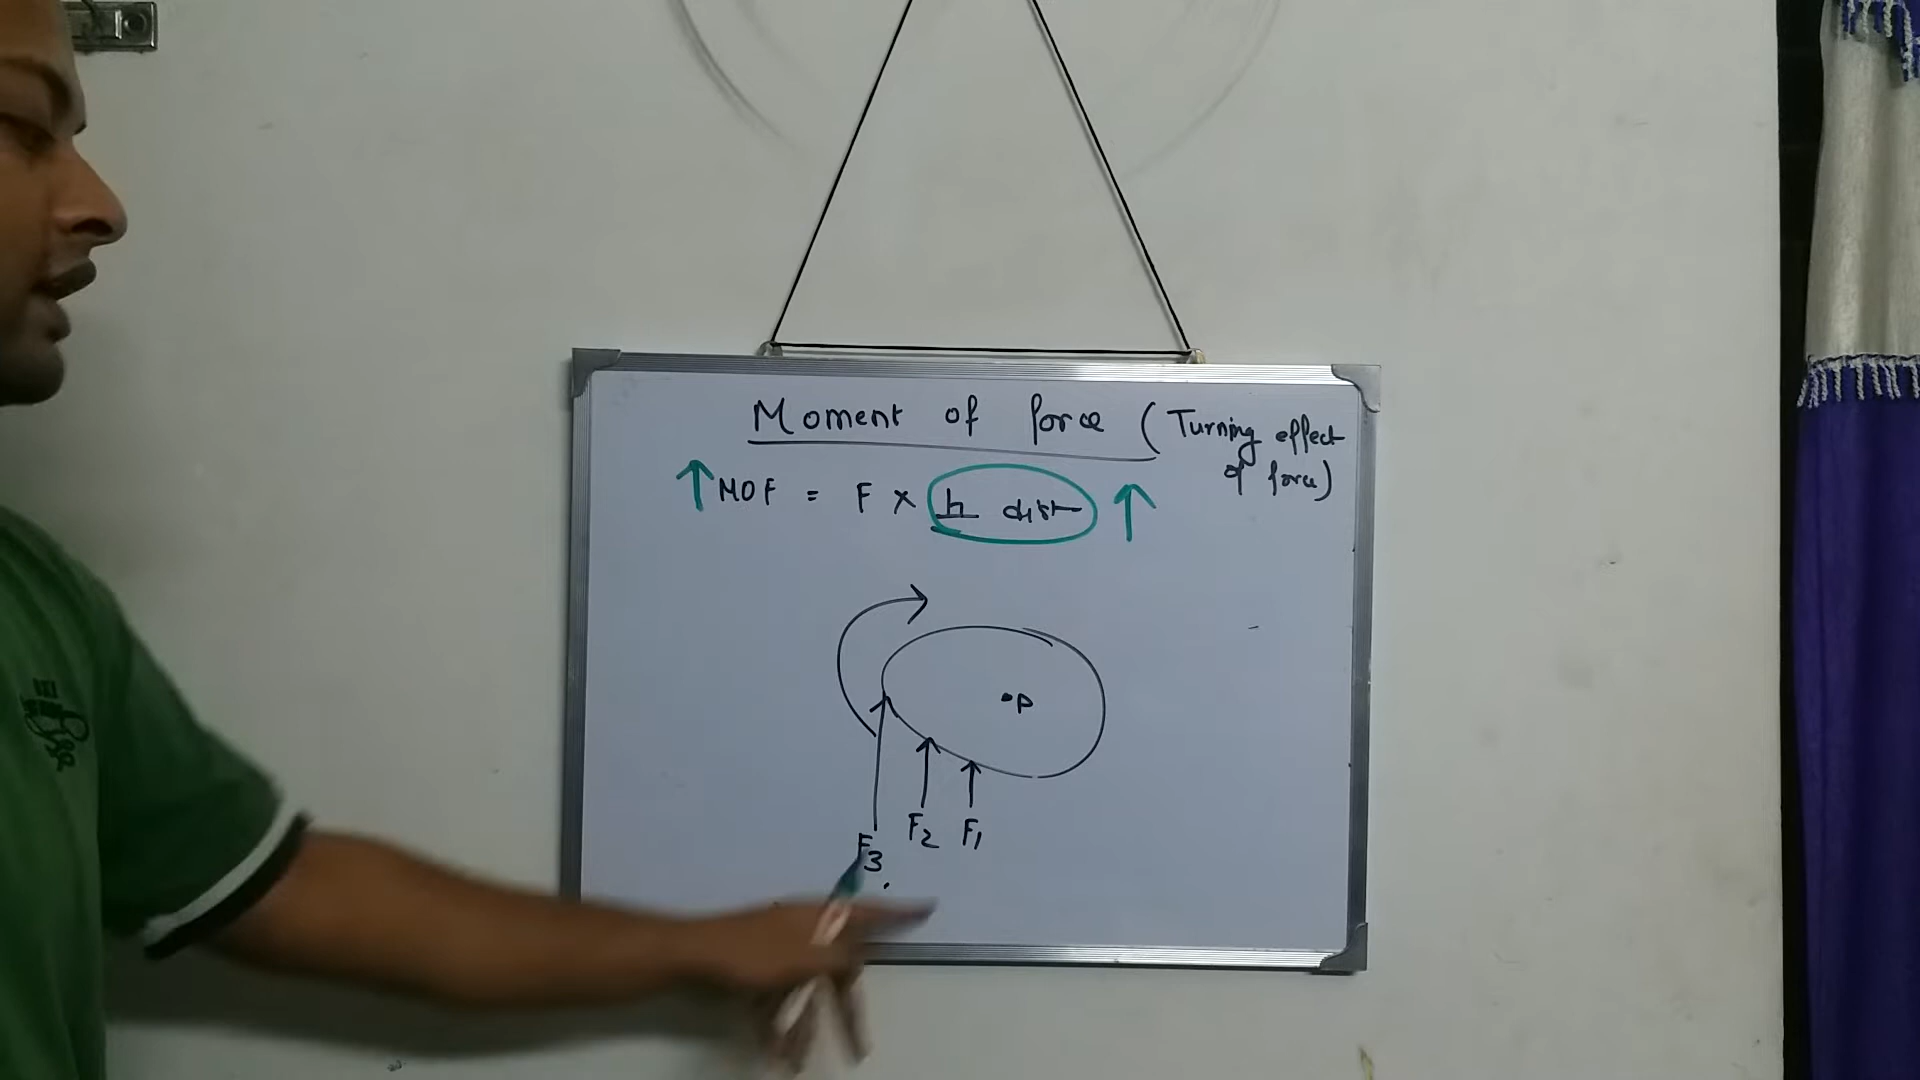 Moment of force (Turning effect
of force)
↑ MOF = F × h dist ↑
•P
F3 F2 F1